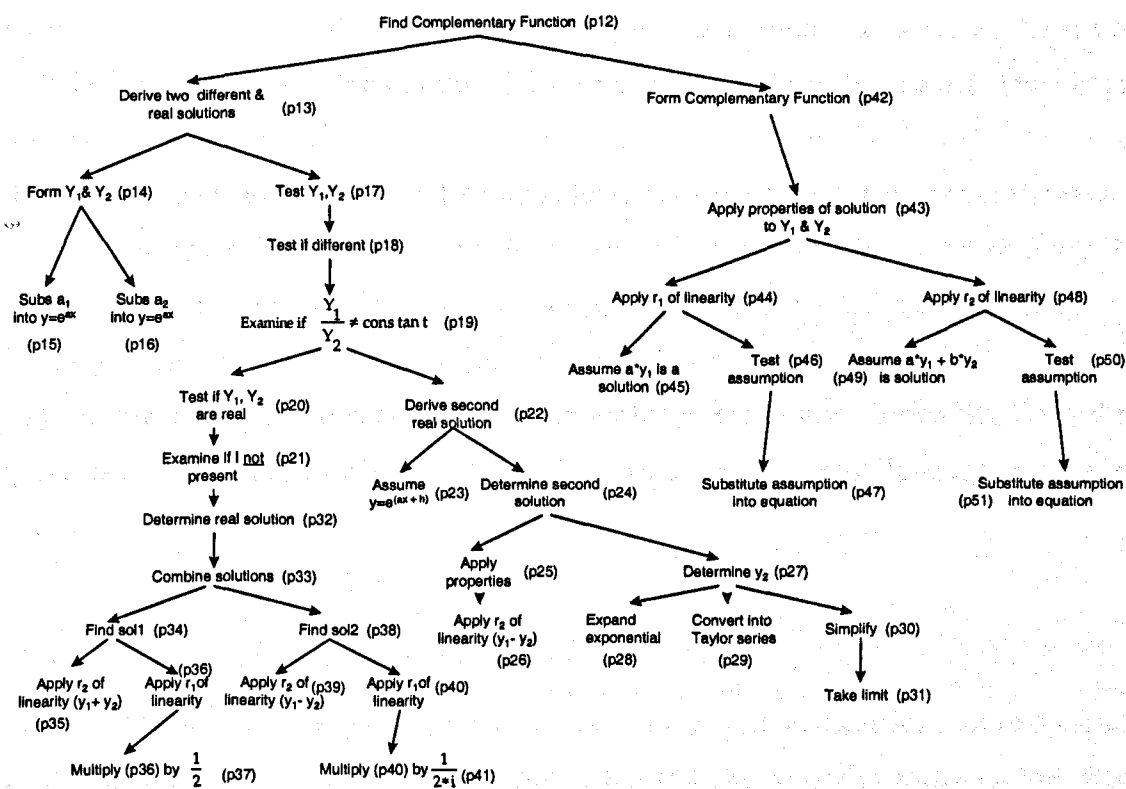 Find Complementary Function (p12)
Derive two different &
real solutions
(p13)
Form Complementary Function (p42)
Form Y₁& Y₂ (p14)
Test Y₁,Y₂ (p17)
Apply properties of solution
to Y₁ & Y₂
(p43)
Test if different (p18)
Subs a₁
into y=eᵃˣ
(p15)
Subs a₂
into y=eᵃˣ
(p16)
Examine if Y₁/Y₂ ≠ cons tan t (p19)
Apply r₁ of linearity (p44)
Apply r₂ of linearity (p48)
Assume a*y₁ is a
solution (p45)
Test (p46)
assumption
Assume a*y₁ + b*y₂
(p49) is solution
Test (p50)
assumption
Test if Y₁, Y₂
are real
(p20)
Derive second
real solution
(p22)
Examine if I not
present
(p21)
Assume
y=e⁽ᵃˣ ⁺ ʰ⁾
(p23)
Determine second
solution
(p24)
Substitute assumption
into equation
(p47)
Substitute assumption
(p51) into equation
Determine real solution (p32)
Apply
properties
(p25)
Determine y₂ (p27)
Combine solutions (p33)
Find sol1 (p34)
Find sol2 (p38)
Apply r₂ of
linearity (y₁- y₂)
(p26)
Expand
exponential
(p28)
Convert into
Taylor series
(p29)
Simplify (p30)
Apply r₂ of
linearity (y₁+ y₂)
(p35)
(p36)
Apply r₁of
linearity
Apply r₂ of (p39)
linearity (y₁- y₂)
Apply r₁of (p40)
linearity
Take limit (p31)
Multiply (p36) by 1/2 (p37)
Multiply (p40) by 1/2*i (p41)